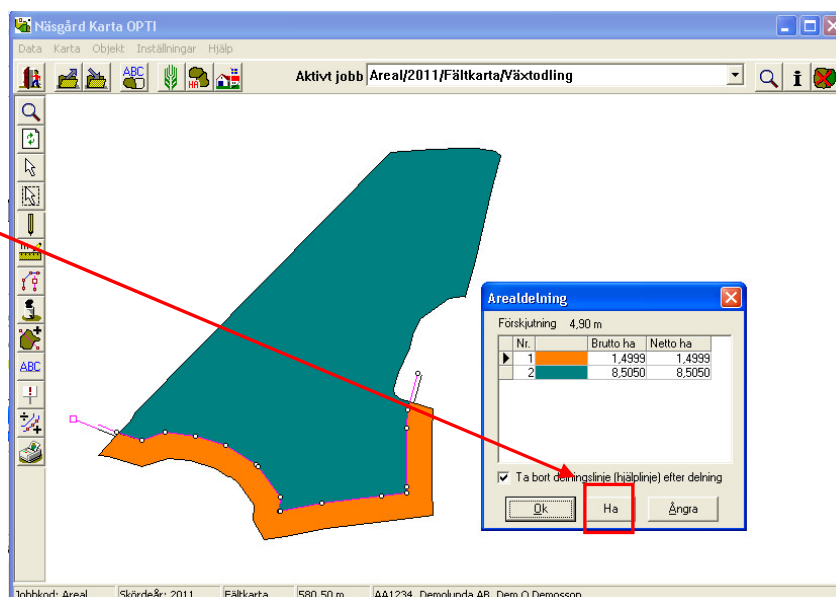 Näsgård Karta OPTI
Data Karta Objekt Inställningar Hjälp
ABC HA Aktivt jobb Areal/2011/Fältkarta/Växtodling i
ABC
Arealdelning
Förskjutning 4,90 m
Nr. Brutto ha Netto ha
1 1,4999 1,4999
2 8,5050 8,5050
Ta bort delningslinje (hjälplinje) efter delning
Ok Ha Ångra
Jobbkod: Areal Skördeår: 2011 Fältkarta 580,50 m AA1234, Demolunda AB, Dem O Demosson